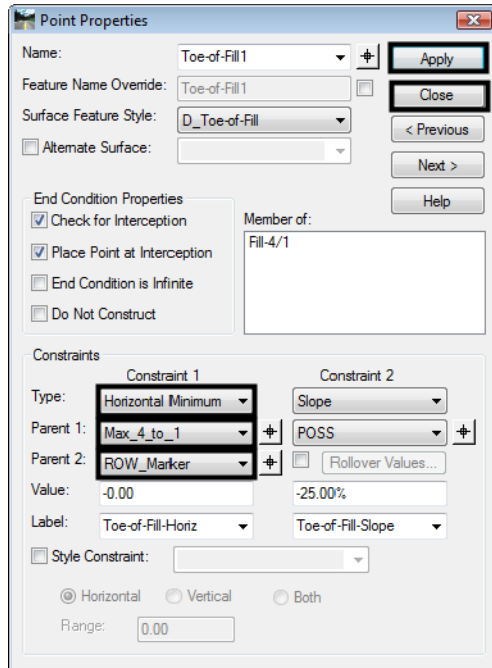 Point Properties
Name: Toe-of-Fill1 Apply
Feature Name Override: Toe-of-Fill1 Close
Surface Feature Style: D_Toe-of-Fill < Previous
Alternate Surface: Next >
Help
End Condition Properties
Check for Interception
Place Point at Interception
End Condition is Infinite
Do Not Construct
Member of:
Fill-4/1
Constraints
Constraint 1 Constraint 2
Type: Horizontal Minimum Slope
Parent 1: Max_4_to_1 POSS
Parent 2: ROW_Marker Rollover Values...
Value: -0.00 -25.00%
Label: Toe-of-Fill-Horiz Toe-of-Fill-Slope
Style Constraint:
Horizontal Vertical Both
Range: 0.00